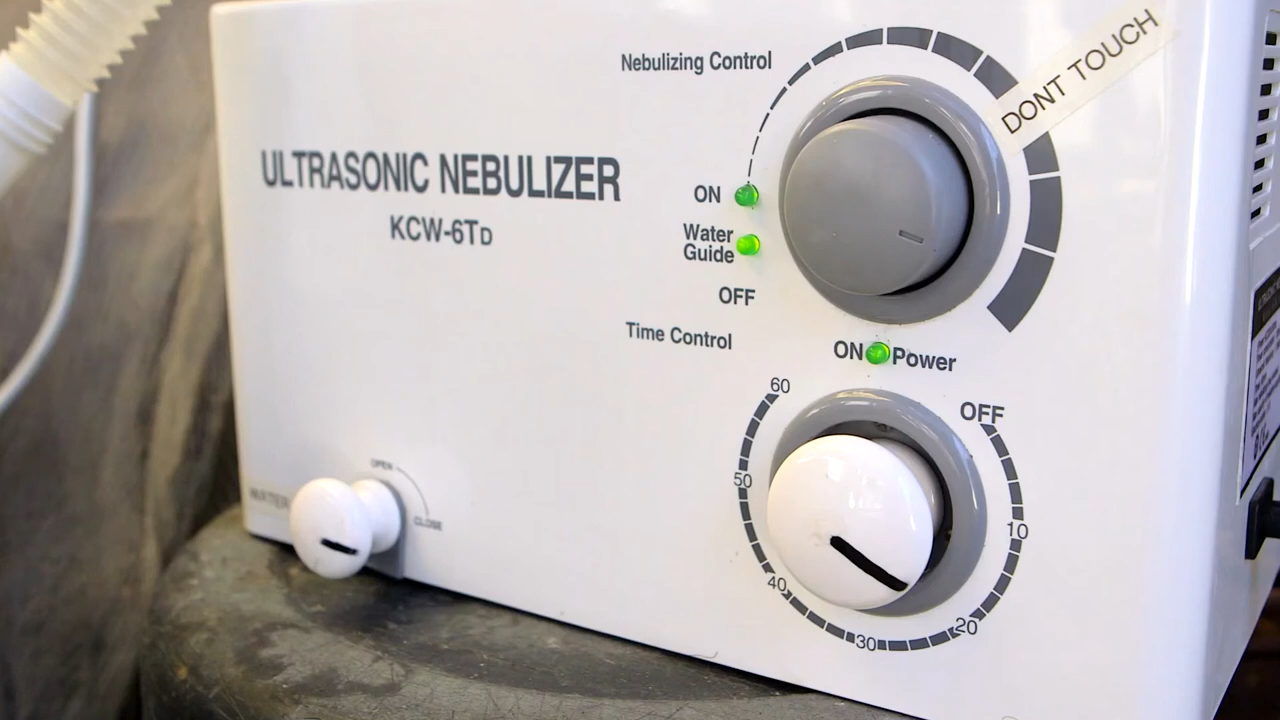 Nebulizing Control
DONT TOUCH
ULTRASONIC NEBULIZER
KCW-6TD
ON
Water
Guide
OFF
Time Control
ON Power
60
OFF
50
10
40
20
30
OPEN
CLOSE
WATER